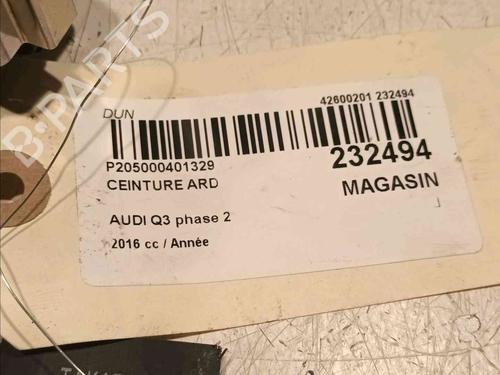 B-PARTS
DUN
42600201 232494
P205000401329
232494
CEINTURE ARD
MAGASIN
J
AUDI Q3 phase 2
2016 cc / Année